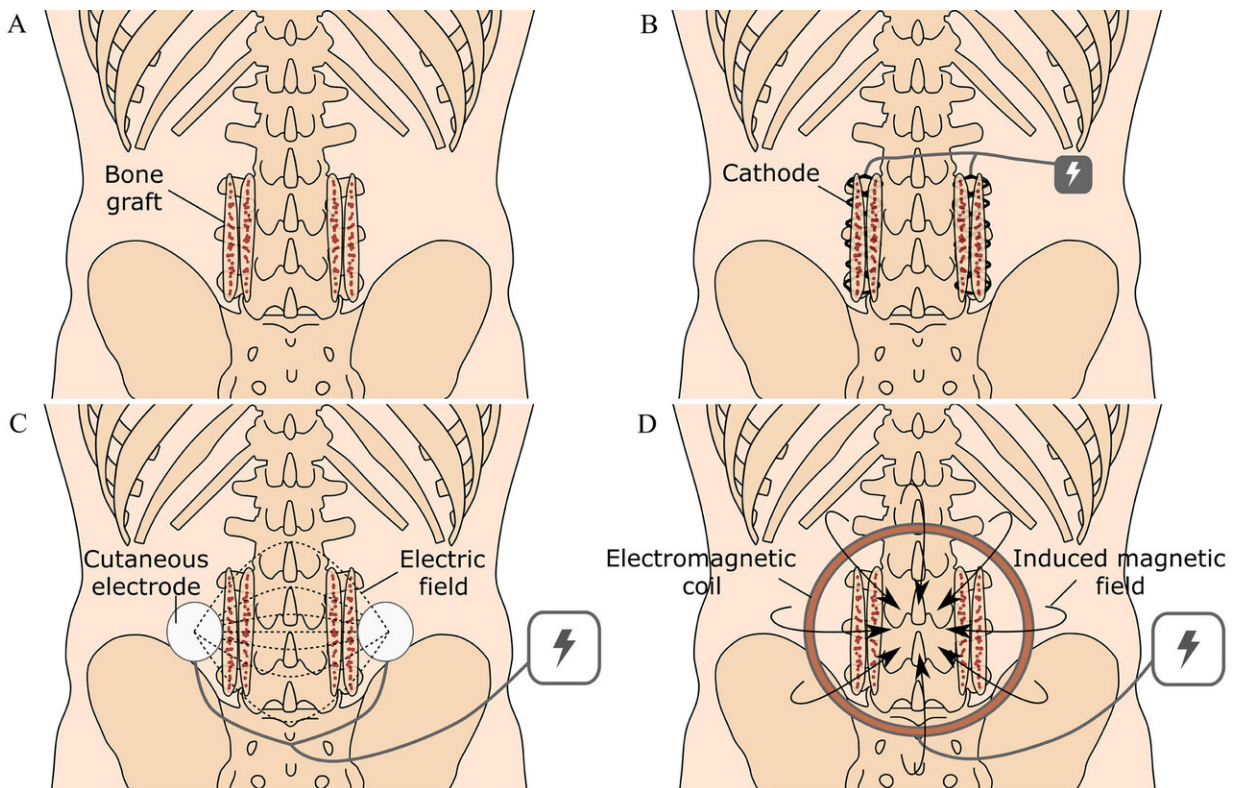 A
Bone
graft
B
Cathode
C
Cutaneous
electrode
Electric
field
D
Electromagnetic
coil
Induced magnetic
field